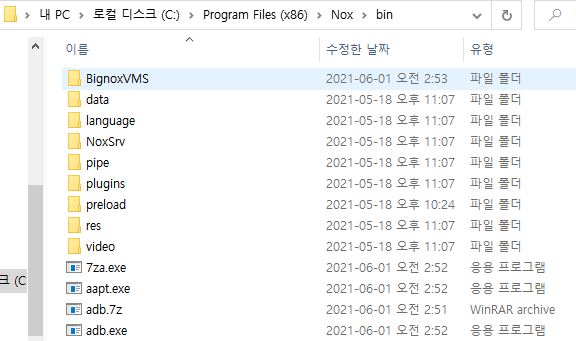 내 PC > 로컬 디스크 (C:) > Program Files (x86) > Nox > bin
이름 수정한 날짜 유형
BignoxVMS 2021-06-01 오전 2:53 파일 폴더
data 2021-05-18 오후 11:07 파일 폴더
language 2021-05-18 오후 11:07 파일 폴더
NoxSrv 2021-05-18 오후 11:07 파일 폴더
pipe 2021-05-18 오후 11:07 파일 폴더
plugins 2021-05-18 오후 11:07 파일 폴더
preload 2021-05-18 오후 10:24 파일 폴더
res 2021-05-18 오후 11:07 파일 폴더
video 2021-05-18 오후 11:07 파일 폴더
7za.exe 2021-06-01 오전 2:52 응용 프로그램
크 (C aapt.exe 2021-06-01 오전 2:52 응용 프로그램
adb.7z 2021-06-01 오전 2:51 WinRAR archive
adb.exe 2021-06-01 오전 2:52 응용 프로그램